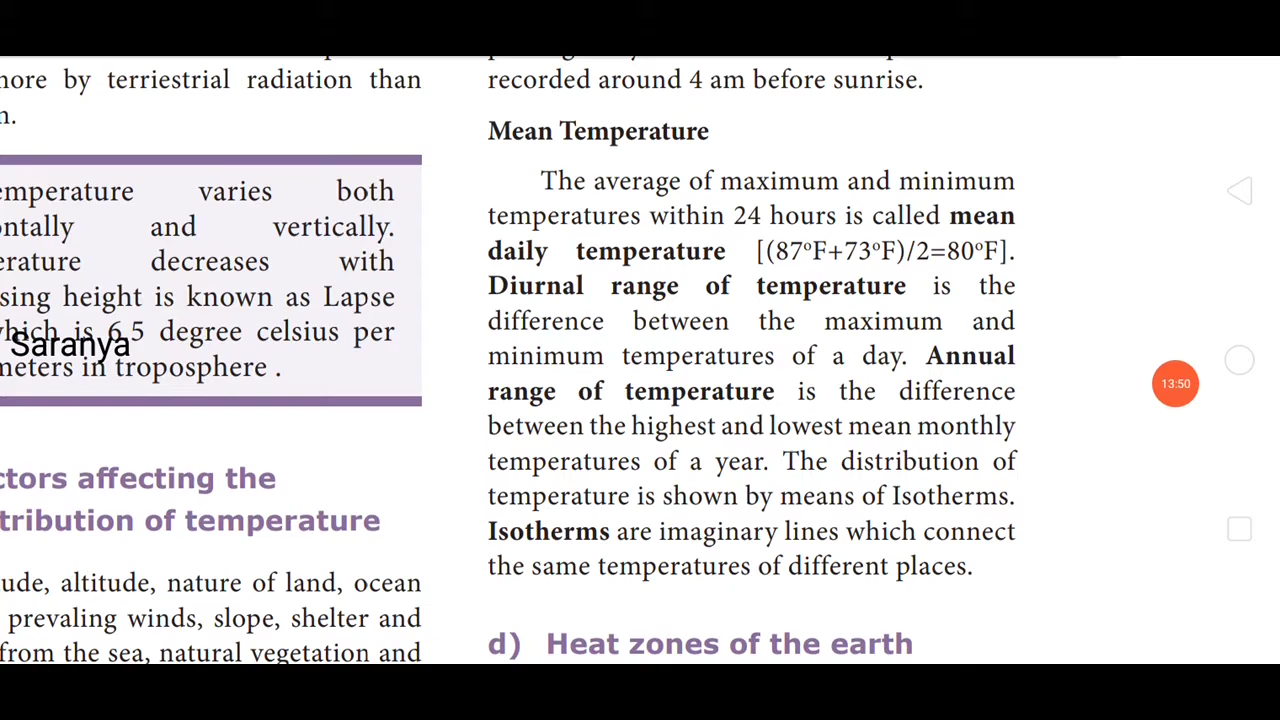 more by terriestrial radiation than
n.
emperature varies both
ontally and vertically.
erature decreases with
sing height is known as Lapse
which is 6.5 degree celsius per
meters in troposphere .
Saranya
ctors affecting the
tribution of temperature
ude, altitude, nature of land, ocean
prevaling winds, slope, shelter and
from the sea, natural vegetation and
recorded around 4 am before sunrise.
Mean Temperature
The average of maximum and minimum
temperatures within 24 hours is called mean
daily temperature [(87°F+73°F)/2=80°F].
Diurnal range of temperature is the
difference between the maximum and
minimum temperatures of a day. Annual
range of temperature is the difference
between the highest and lowest mean monthly
temperatures of a year. The distribution of
temperature is shown by means of Isotherms.
Isotherms are imaginary lines which connect
the same temperatures of different places.
d) Heat zones of the earth
13:50